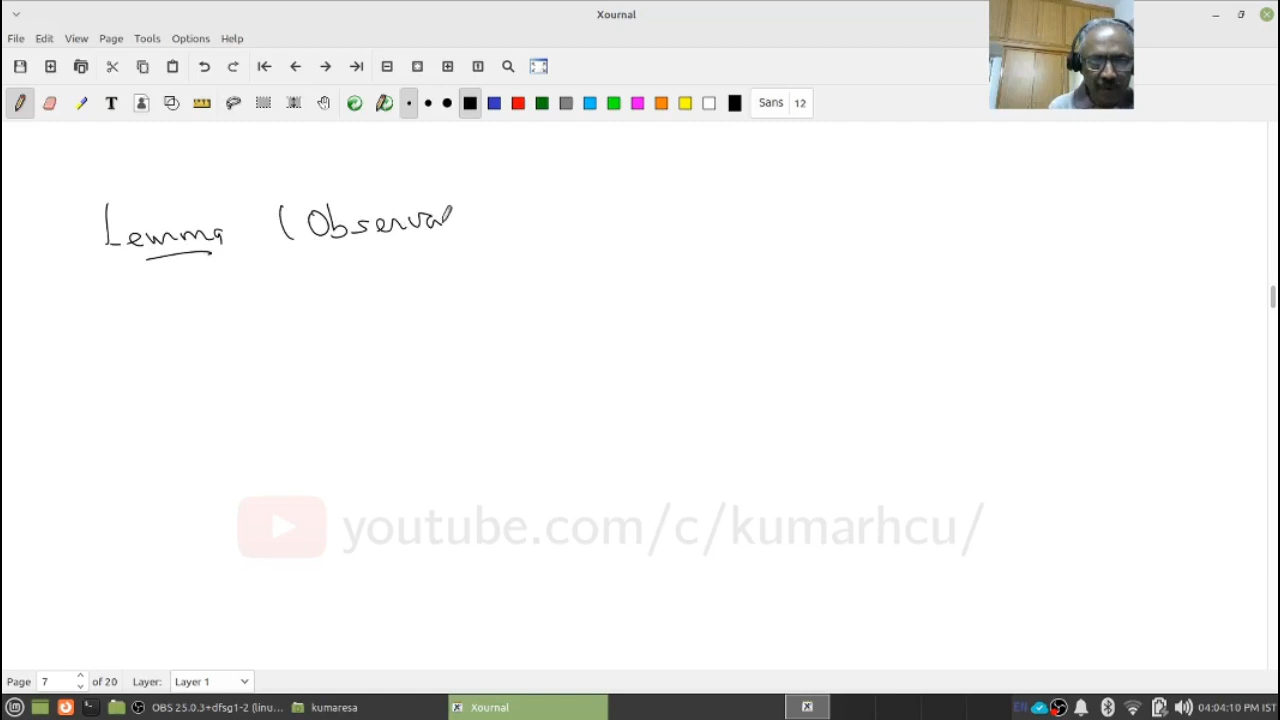 Xournal
File Edit View Page Tools Options Help
Sans 12
Lemma ( Observa
youtube.com/c/kumarhcu/
Page 7 of 20 Layer: Layer 1
OBS 25.0.3+dfsg1-2 (linu... kumaresa Xournal EN 04:04:10 PM IST